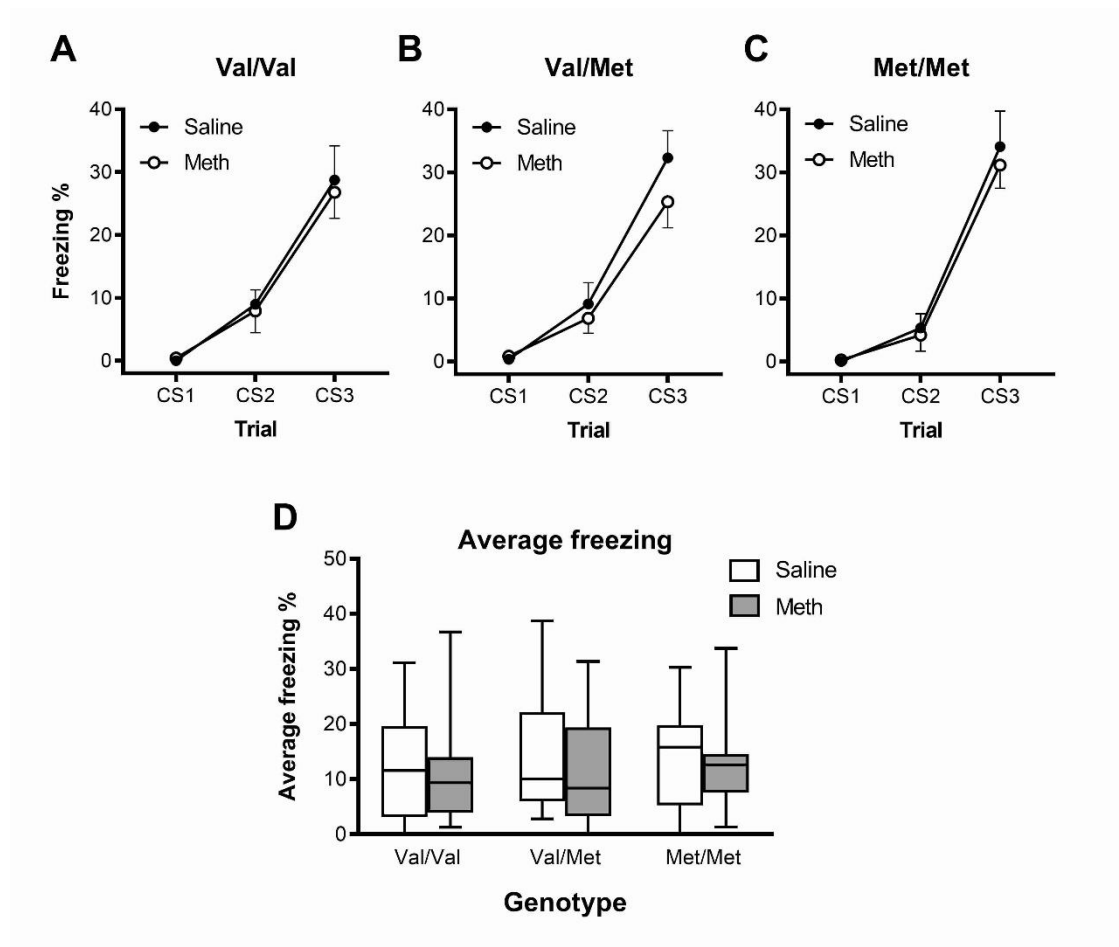 A
Val/Val
40
30
20
10
0
Freezing %
Saline
Meth
CS1 CS2 CS3
Trial
B
Val/Met
40
30
20
10
0
Saline
Meth
CS1 CS2 CS3
Trial
C
Met/Met
40
30
20
10
0
Saline
Meth
CS1 CS2 CS3
Trial
D
Average freezing
50
40
30
20
10
0
Average freezing %
Saline
Meth
Val/Val Val/Met Met/Met
Genotype